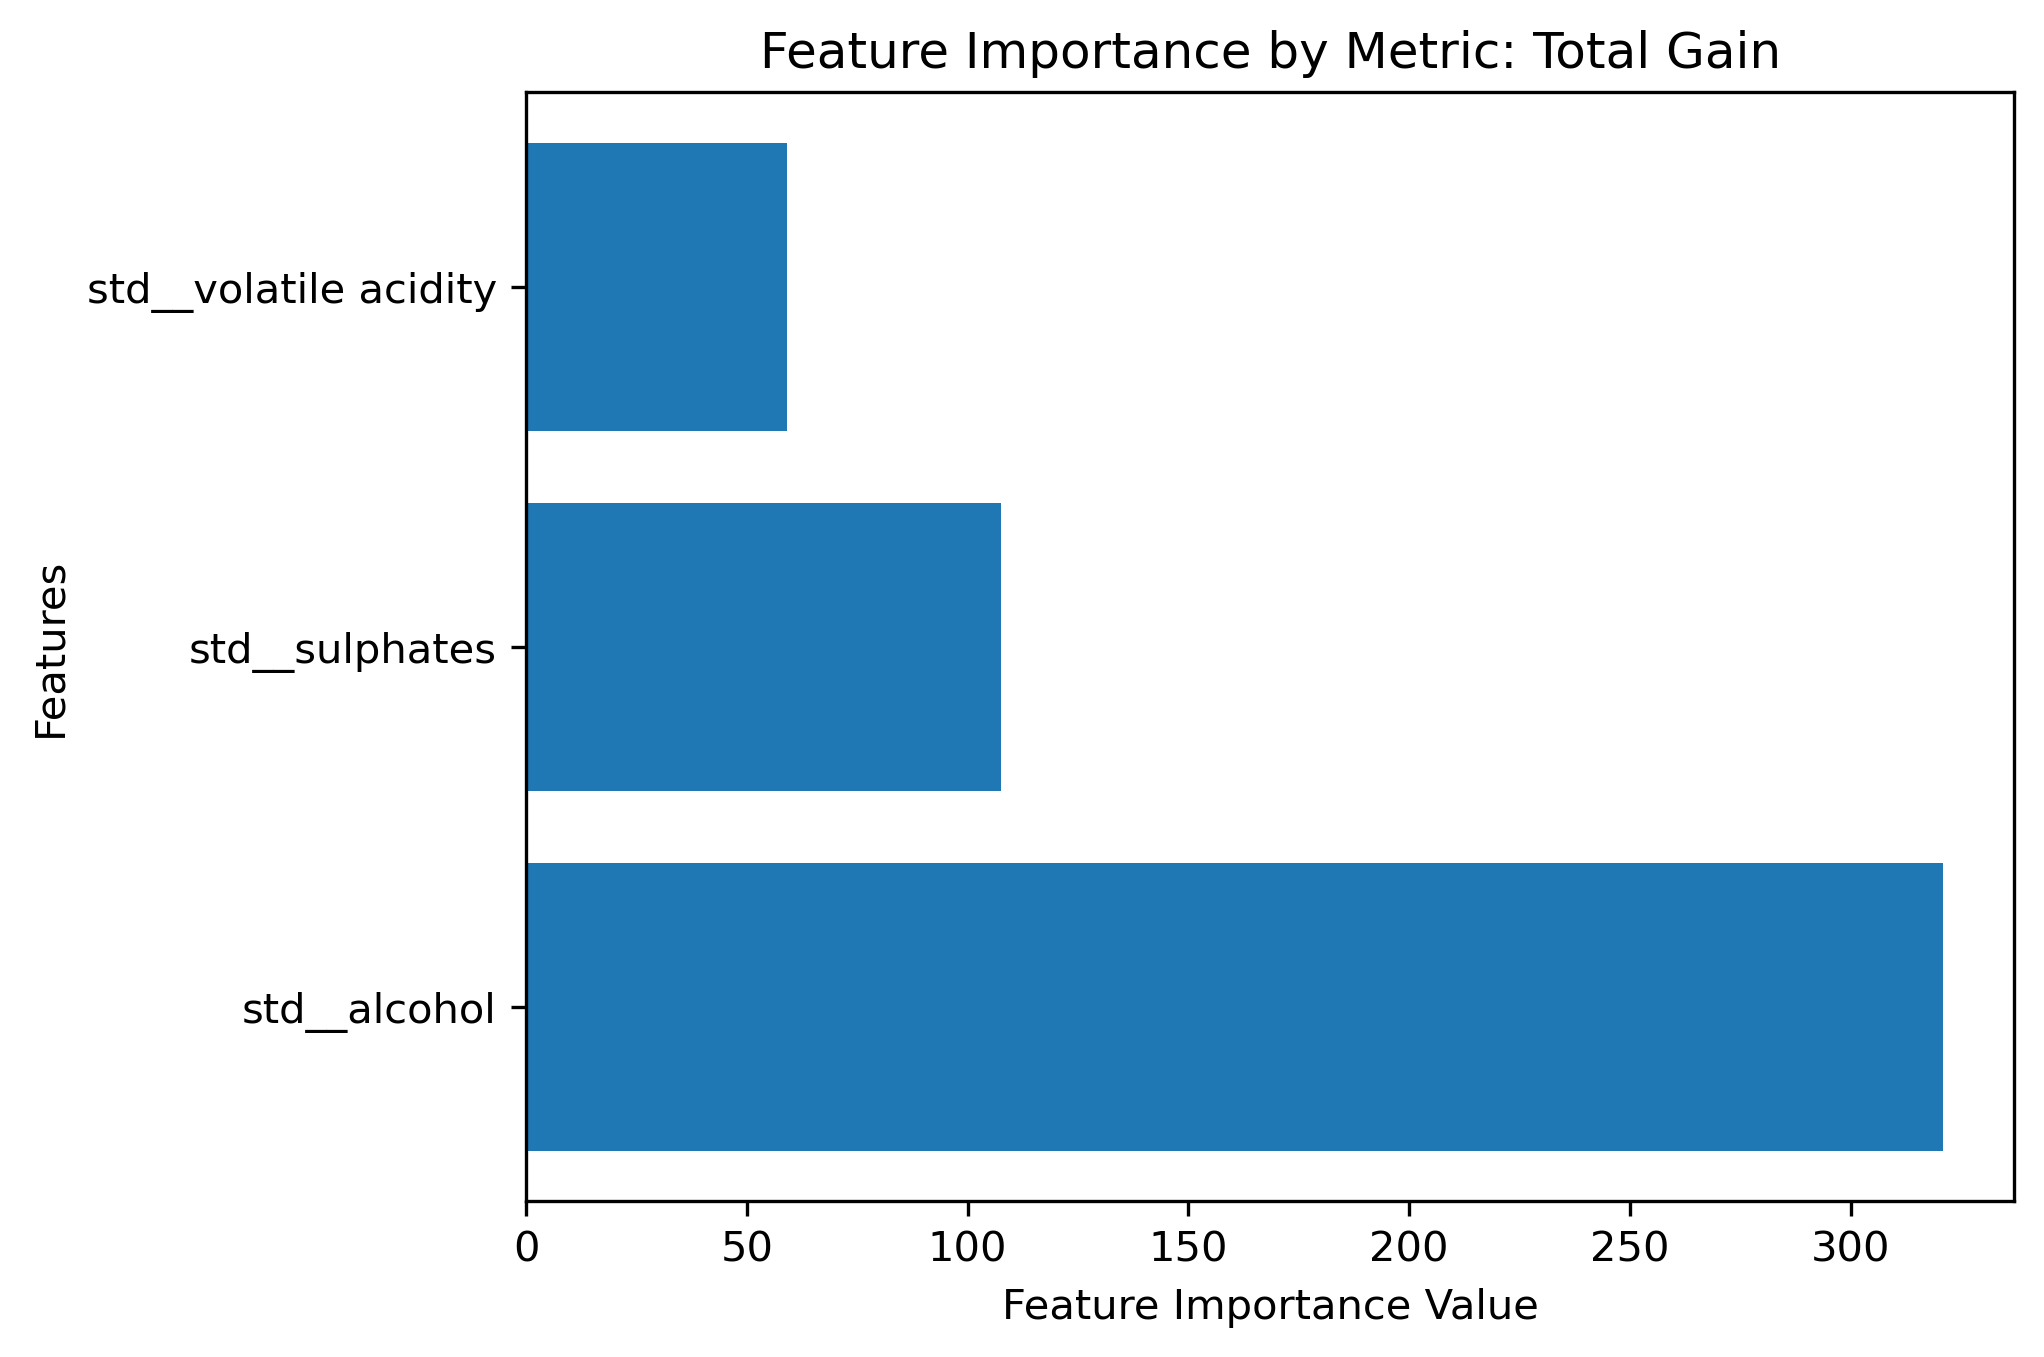 Feature Importance by Metric: Total Gain
std__volatile acidity
std__sulphates
std__alcohol
Features
0 50 100 150 200 250 300
Feature Importance Value